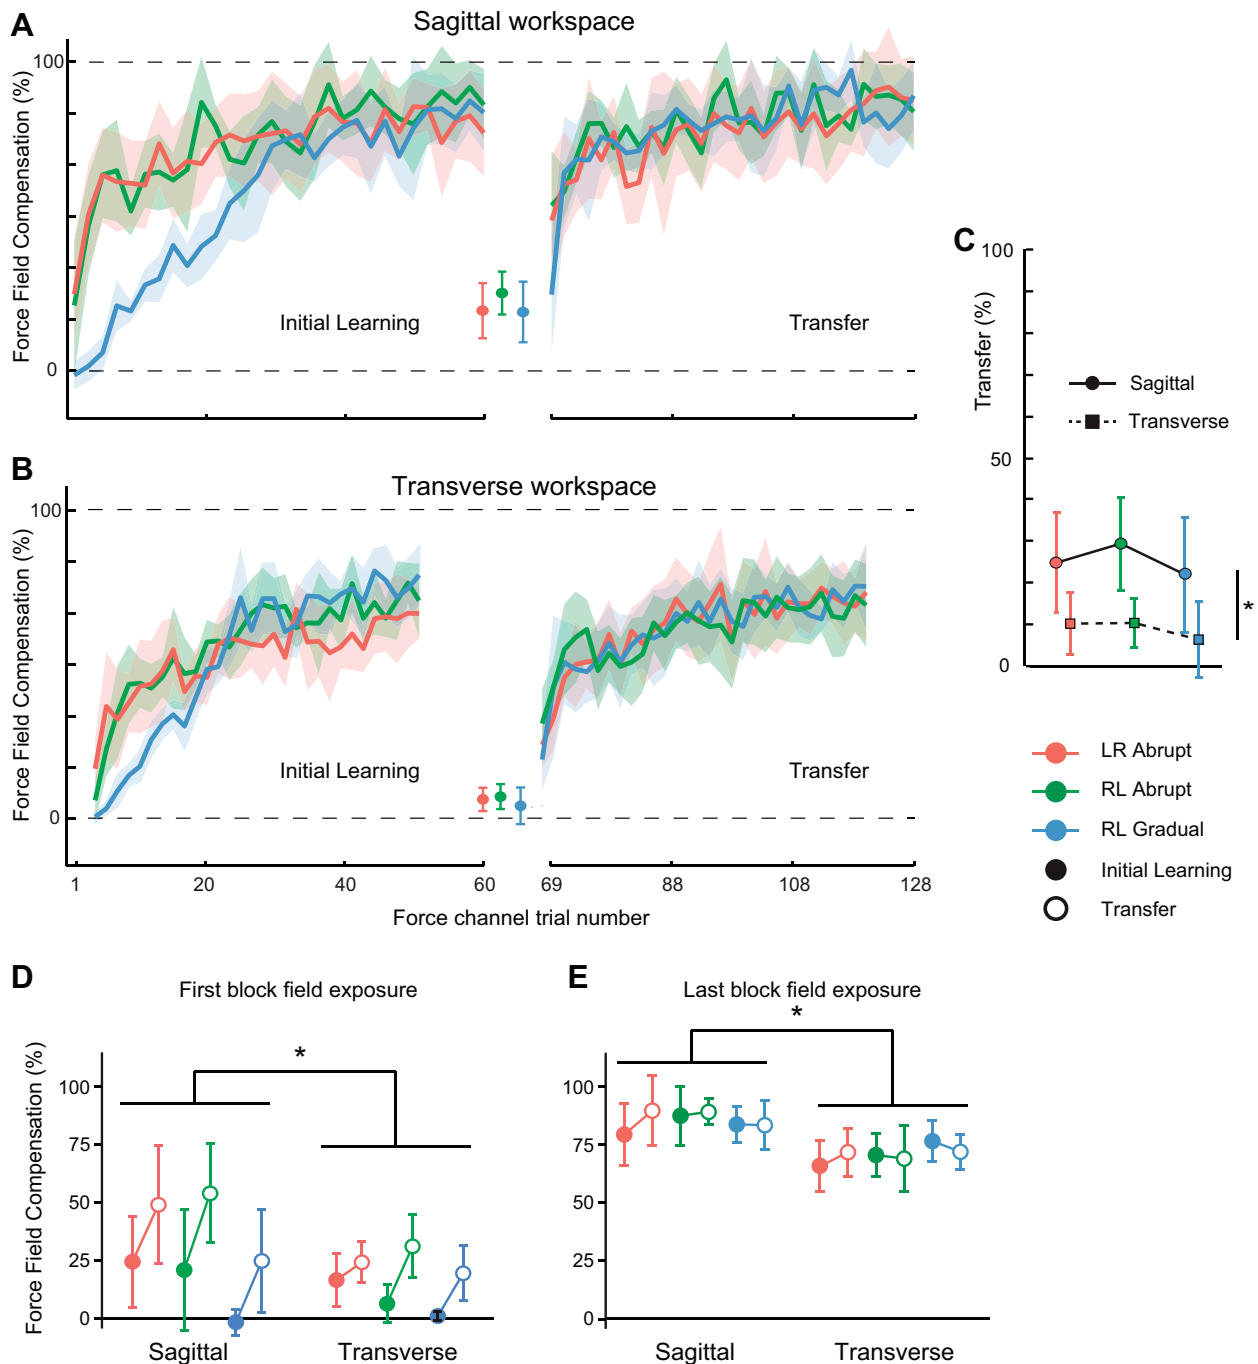 A
Sagittal workspace
100
0
Force Field Compensation (%)
Initial Learning
Transfer
B
Transverse workspace
100
0
Force Field Compensation (%)
Initial Learning
Transfer
1 20 40 60 69 88 108 128
Force channel trial number
C
100
50
0
Transfer (%)
Sagittal
Transverse
*
LR Abrupt
RL Abrupt
RL Gradual
Initial Learning
Transfer
D
First block field exposure
*
100
75
50
25
0
Force Field Compensation (%)
Sagittal Transverse
E
Last block field exposure
*
100
75
50
25
0
Sagittal Transverse